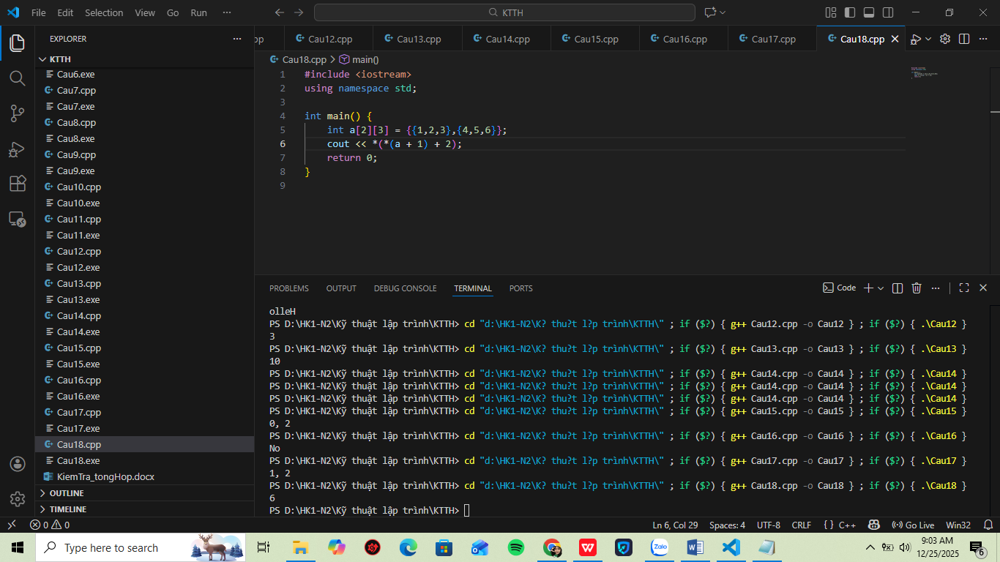 File Edit Selection View Go Run ··· KTTH
EXPLORER ···
KTTH
Cau6.exe
Cau7.cpp
Cau7.exe
Cau8.cpp
Cau8.exe
Cau9.cpp
Cau9.exe
Cau10.cpp
Cau10.exe
Cau11.cpp
Cau11.exe
Cau12.cpp
Cau12.exe
Cau13.cpp
Cau13.exe
Cau14.cpp
Cau14.exe
Cau15.cpp
Cau15.exe
Cau16.cpp
Cau16.exe
Cau17.cpp
Cau17.exe
Cau18.cpp
Cau18.exe
KiemTra_tongHop.docx
OUTLINE
TIMELINE
pp Cau12.cpp Cau13.cpp Cau14.cpp Cau15.cpp Cau16.cpp Cau17.cpp Cau18.cpp ···
Cau18.cpp > main()
1 #include <iostream>
2 using namespace std;
3
4 int main() {
5 int a[2][3] = {{1,2,3},{4,5,6}};
6 cout << *(*(a + 1) + 2);
7 return 0;
8 }
9
PROBLEMS OUTPUT DEBUG CONSOLE TERMINAL PORTS Code ···
olleH
PS D:\HK1-N2\Kỹ thuật lập trình\KTTH> cd "d:\HK1-N2\K? thu?t l?p trình\KTTH\" ; if ($?) { g++ Cau12.cpp -o Cau12 } ; if ($?) { .\Cau12 }
3
PS D:\HK1-N2\Kỹ thuật lập trình\KTTH> cd "d:\HK1-N2\K? thu?t l?p trình\KTTH\" ; if ($?) { g++ Cau13.cpp -o Cau13 } ; if ($?) { .\Cau13 }
10
PS D:\HK1-N2\Kỹ thuật lập trình\KTTH> cd "d:\HK1-N2\K? thu?t l?p trình\KTTH\" ; if ($?) { g++ Cau14.cpp -o Cau14 } ; if ($?) { .\Cau14 }
PS D:\HK1-N2\Kỹ thuật lập trình\KTTH> cd "d:\HK1-N2\K? thu?t l?p trình\KTTH\" ; if ($?) { g++ Cau14.cpp -o Cau14 } ; if ($?) { .\Cau14 }
PS D:\HK1-N2\Kỹ thuật lập trình\KTTH> cd "d:\HK1-N2\K? thu?t l?p trình\KTTH\" ; if ($?) { g++ Cau14.cpp -o Cau14 } ; if ($?) { .\Cau14 }
PS D:\HK1-N2\Kỹ thuật lập trình\KTTH> cd "d:\HK1-N2\K? thu?t l?p trình\KTTH\" ; if ($?) { g++ Cau15.cpp -o Cau15 } ; if ($?) { .\Cau15 }
0, 2
PS D:\HK1-N2\Kỹ thuật lập trình\KTTH> cd "d:\HK1-N2\K? thu?t l?p trình\KTTH\" ; if ($?) { g++ Cau16.cpp -o Cau16 } ; if ($?) { .\Cau16 }
No
PS D:\HK1-N2\Kỹ thuật lập trình\KTTH> cd "d:\HK1-N2\K? thu?t l?p trình\KTTH\" ; if ($?) { g++ Cau17.cpp -o Cau17 } ; if ($?) { .\Cau17 }
1, 2
PS D:\HK1-N2\Kỹ thuật lập trình\KTTH> cd "d:\HK1-N2\K? thu?t l?p trình\KTTH\" ; if ($?) { g++ Cau18.cpp -o Cau18 } ; if ($?) { .\Cau18 }
6
PS D:\HK1-N2\Kỹ thuật lập trình\KTTH>
0 0 Ln 6, Col 29 Spaces: 4 UTF-8 CRLF {} C++ Go Live Win32
Type here to search Zalo 9:03 AM
12/25/2025 6